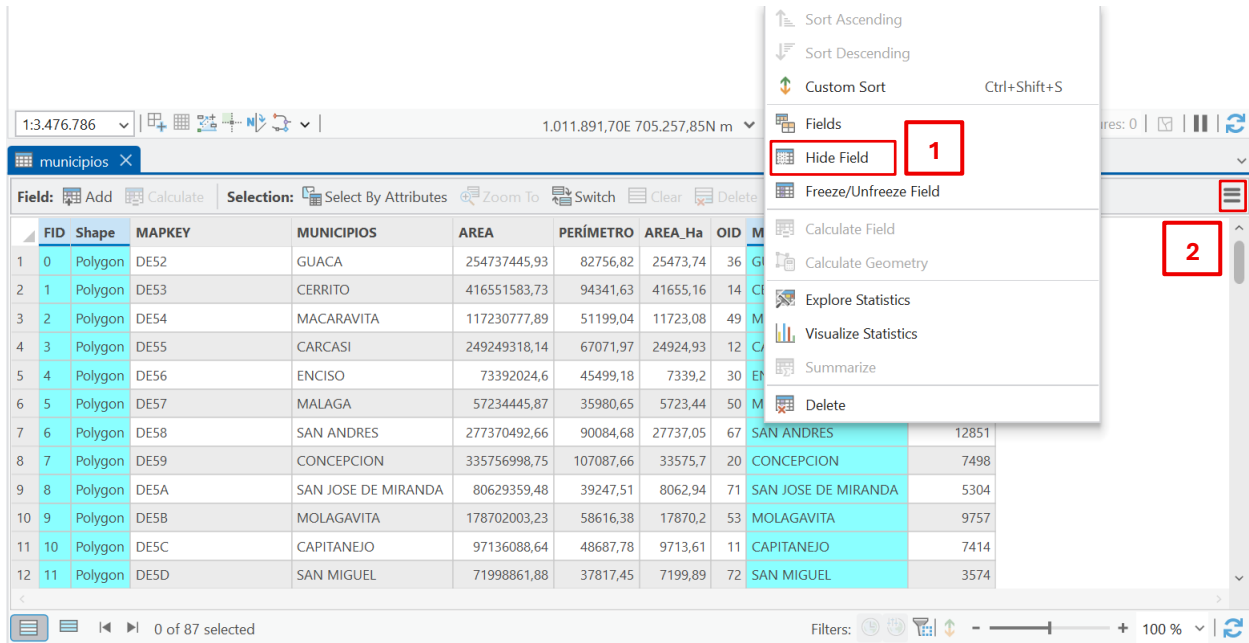 Sort Ascending
Sort Descending
Custom Sort Ctrl+Shift+S
1:3.476.786 1.011.891,70E 705.257,85N m
Fields
Hide Field 1
Freeze/Unfreeze Field
Calculate Field
Calculate Geometry
Explore Statistics
Visualize Statistics
Summarize
Delete
municipios
Field: Add Calculate Selection: Select By Attributes Zoom To Switch Clear Delete
2
FID Shape MAPKEY MUNICIPIOS AREA PERÍMETRO AREA_Ha OID
1 0 Polygon DE52 GUACA 254737445,93 82756,82 25473,74 36
2 1 Polygon DE53 CERRITO 416551583,73 94341,63 41655,16 14
3 2 Polygon DE54 MACARAVITA 117230777,89 51199,04 11723,08 49
4 3 Polygon DE55 CARCASI 249249318,14 67071,97 24924,93 12
5 4 Polygon DE56 ENCISO 73392024,6 45499,18 7339,2 30
6 5 Polygon DE57 MALAGA 57234445,87 35980,65 5723,44 50
7 6 Polygon DE58 SAN ANDRES 277370492,66 90084,68 27737,05 67 SAN ANDRES 12851
8 7 Polygon DE59 CONCEPCION 335756998,75 107087,66 33575,7 20 CONCEPCION 7498
9 8 Polygon DE5A SAN JOSE DE MIRANDA 80629359,48 39247,51 8062,94 71 SAN JOSE DE MIRANDA 5304
10 9 Polygon DE5B MOLAGAVITA 178702003,23 58616,38 17870,2 53 MOLAGAVITA 9757
11 10 Polygon DE5C CAPITANEJO 97136088,64 48687,78 9713,61 11 CAPITANEJO 7414
12 11 Polygon DE5D SAN MIGUEL 71998861,88 37817,45 7199,89 72 SAN MIGUEL 3574
0 of 87 selected Filters: - + 100 %